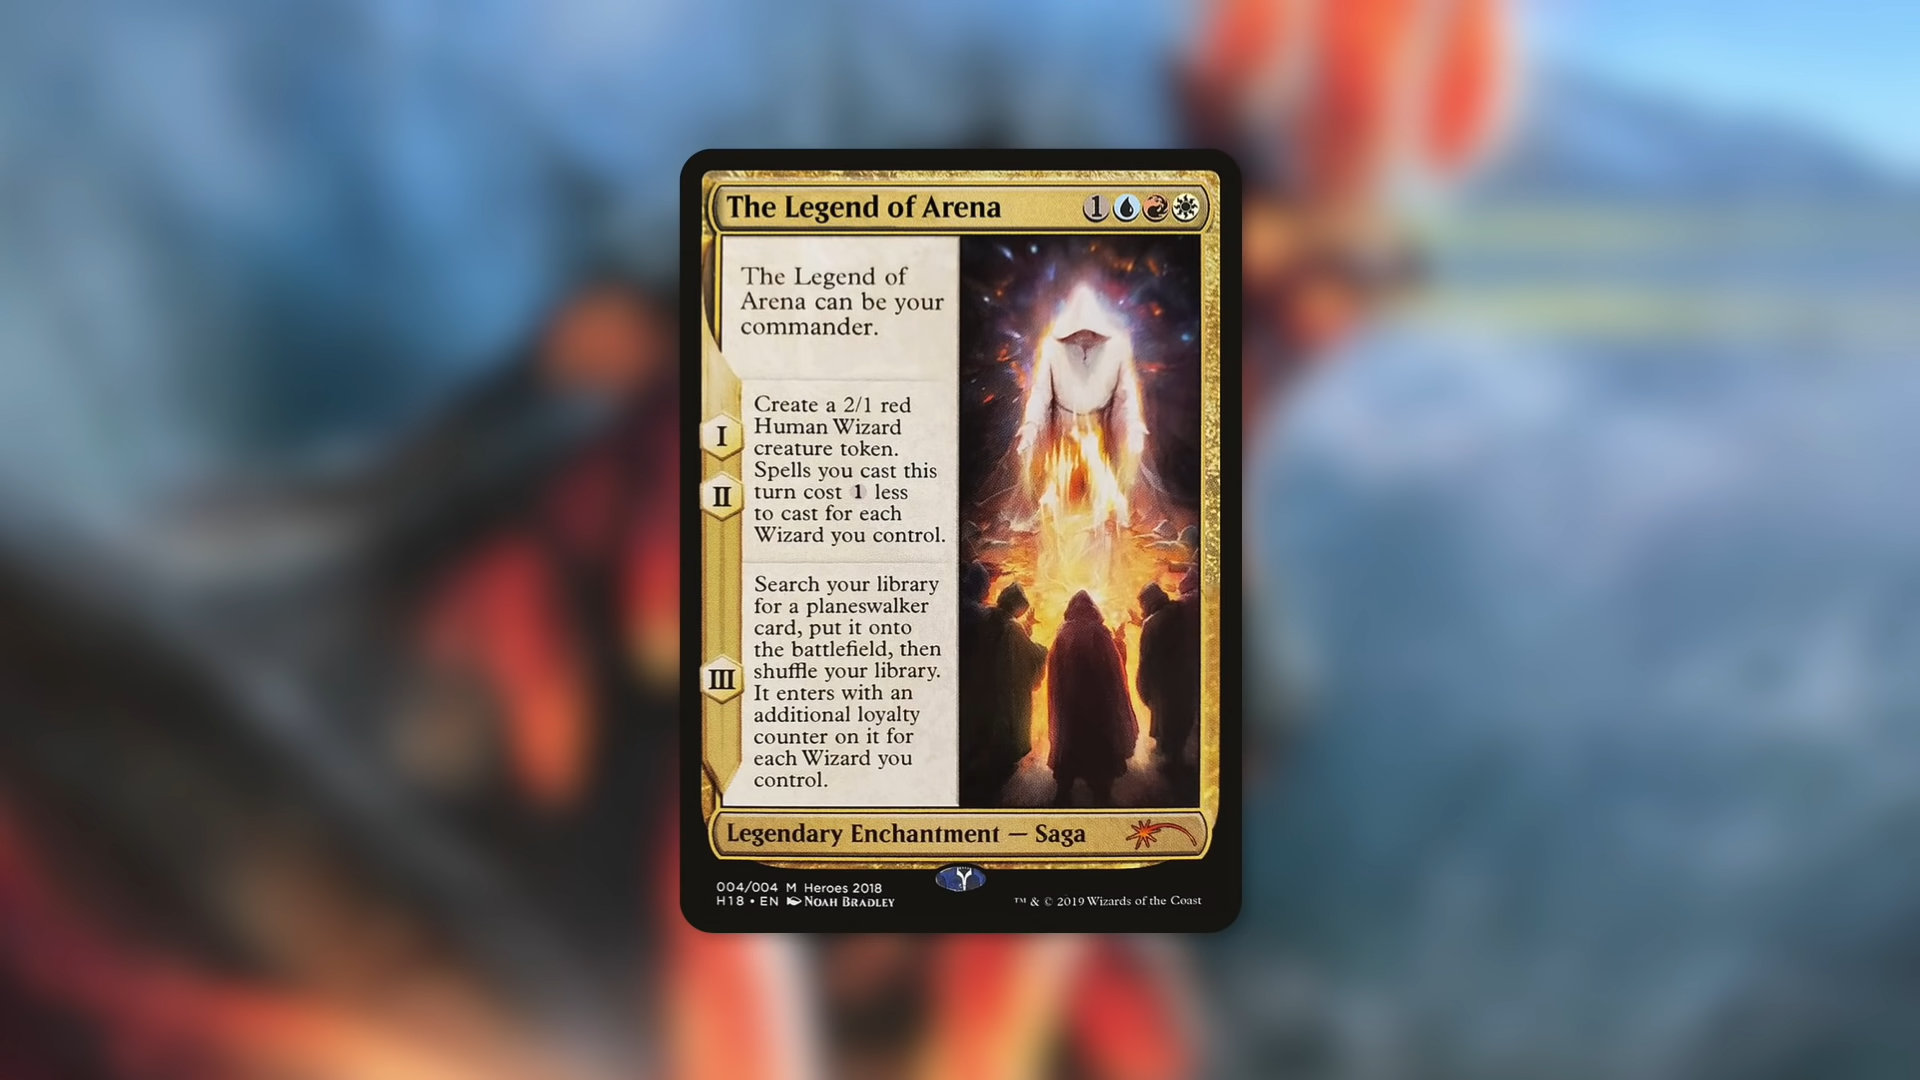 The Legend of Arena 1
The Legend of
Arena can be your
commander.
I
II
Create a 2/1 red
Human Wizard
creature token.
Spells you cast this
turn cost 1 less
to cast for each
Wizard you control.
III
Search your library
for a planeswalker
card, put it onto
the battlefield, then
shuffle your library.
It enters with an
additional loyalty
counter on it for
each Wizard you
control.
Legendary Enchantment — Saga
004/004 M Heroes 2018
H18 • EN NOAH BRADLEY
™ & © 2019 Wizards of the Coast